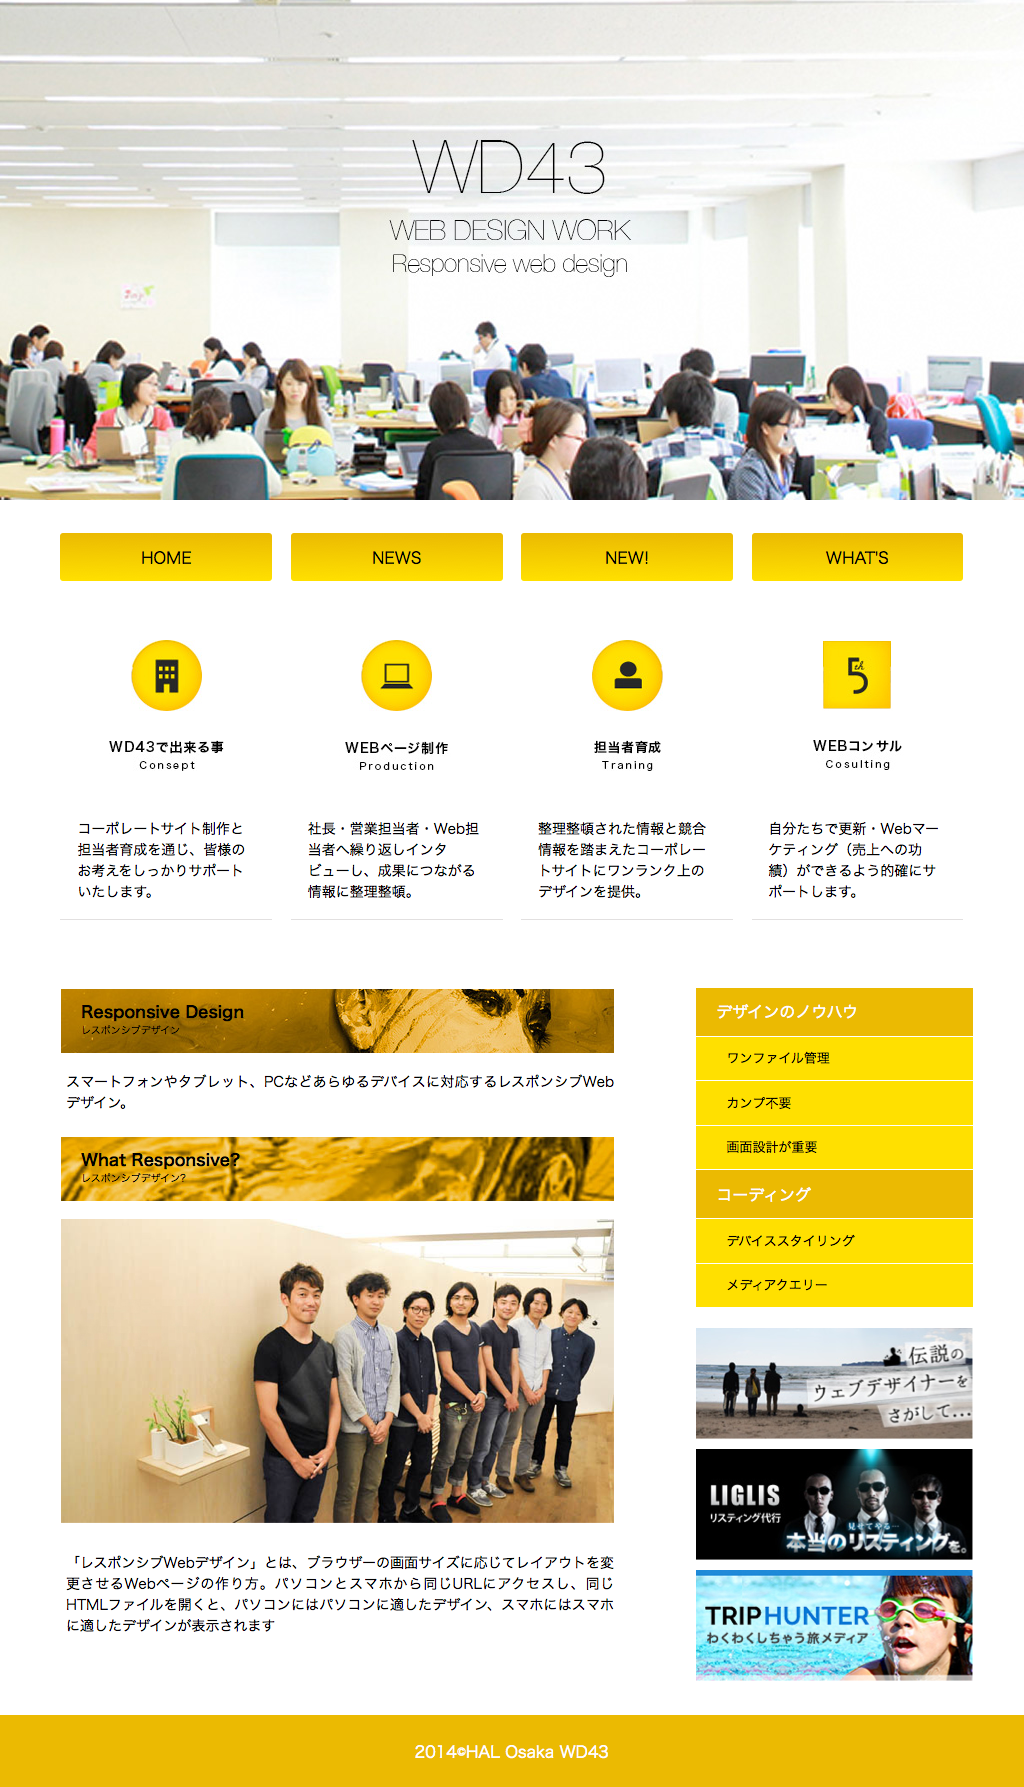 WD43
WEB DESIGN WORK
Responsive web design
HOME
NEWS
NEW!
WHAT'S
5th
WD43で出来る事
Consept
WEBページ制作
Production
担当者育成
Traning
WEBコンサル
Cosulting
コーポレートサイト制作と
担当者育成を通じ、皆様の
お考えをしっかりサポート
いたします。
社長・営業担当者・Web担
当者へ繰り返しインタ
ビューし、成果につながる
情報に整理整頓。
整理整頓された情報と競合
情報を踏まえたコーポレー
トサイトにワンランク上の
デザインを提供。
自分たちで更新・Webマー
ケティング（売上への功
績）ができるよう的確にサ
ポートします。
Responsive Design
レスポンシブデザイン
スマートフォンやタブレット、PCなどあらゆるデバイスに対応するレスポンシブWeb
デザイン。
What Responsive?
レスポンシブデザイン?
「レスポンシブWebデザイン」とは、ブラウザーの画面サイズに応じてレイアウトを変
更させるWebページの作り方。パソコンとスマホから同じURLにアクセスし、同じ
HTMLファイルを開くと、パソコンにはパソコンに適したデザイン、スマホにはスマホ
に適したデザインが表示されます
デザインのノウハウ
ワンファイル管理
カンプ不要
画面設計が重要
コーディング
デバイススタイリング
メディアクエリー
伝説の
ウェブデザイナーを
さがして...
LIGLIS
リスティング代行
見せてやる…
本当のリスティングを。
TRIPHUNTER
わくわくしちゃう旅メディア
2014©HAL Osaka WD43